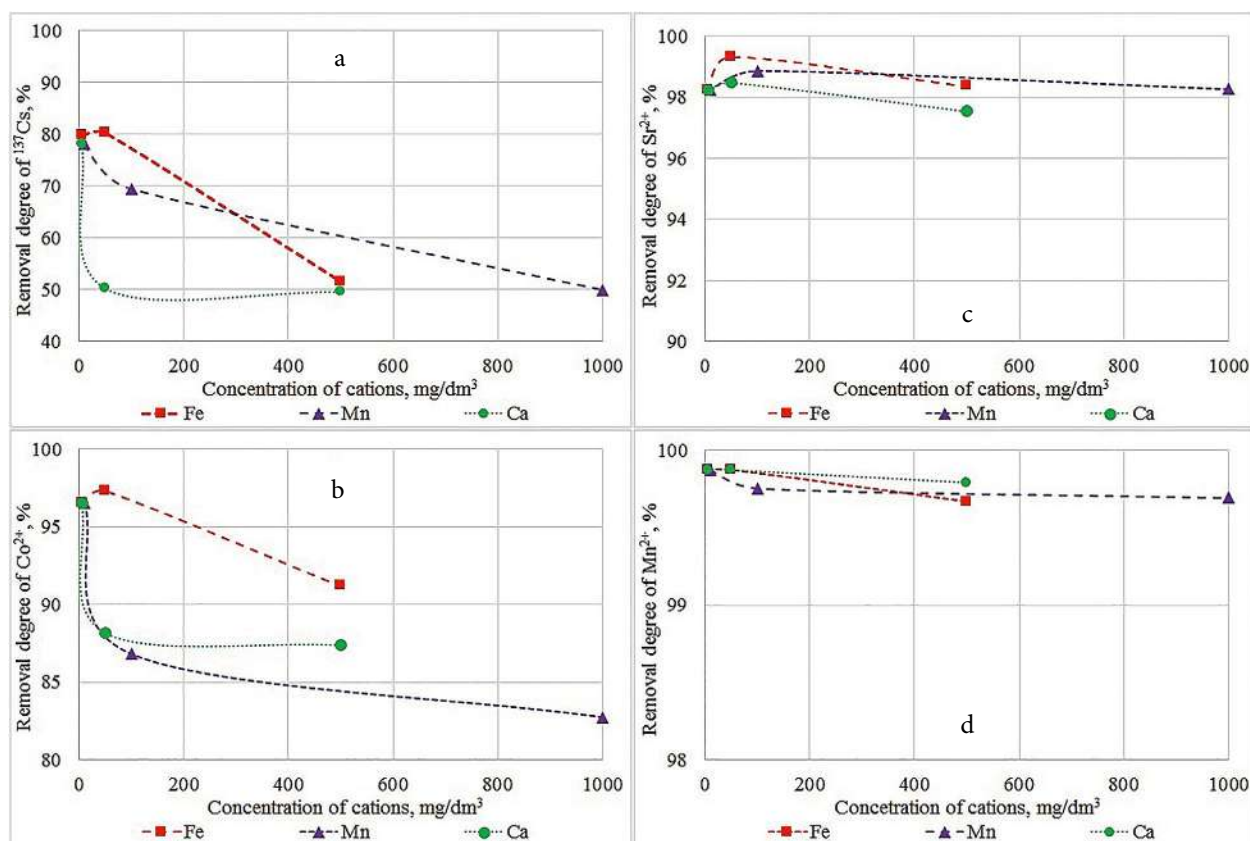 a
Removal degree of ¹³⁷Cs, %
100
90
80
70
60
50
40
0 200 400 600 800 1000
Concentration of cations, mg/dm³
Fe Mn Ca
c
Removal degree of Sr²⁺, %
100
98
96
94
92
90
0 200 400 600 800 1000
Concentration of cations, mg/dm³
Fe Mn Ca
b
Removal degree of Co²⁺, %
100
95
90
85
80
0 200 400 600 800 1000
Concentration of cations, mg/dm³
Fe Mn Ca
d
Removal degree of Mn²⁺, %
100
99
98
0 200 400 600 800 1000
Concetration of cations, mg/dm³
Fe Mn Ca